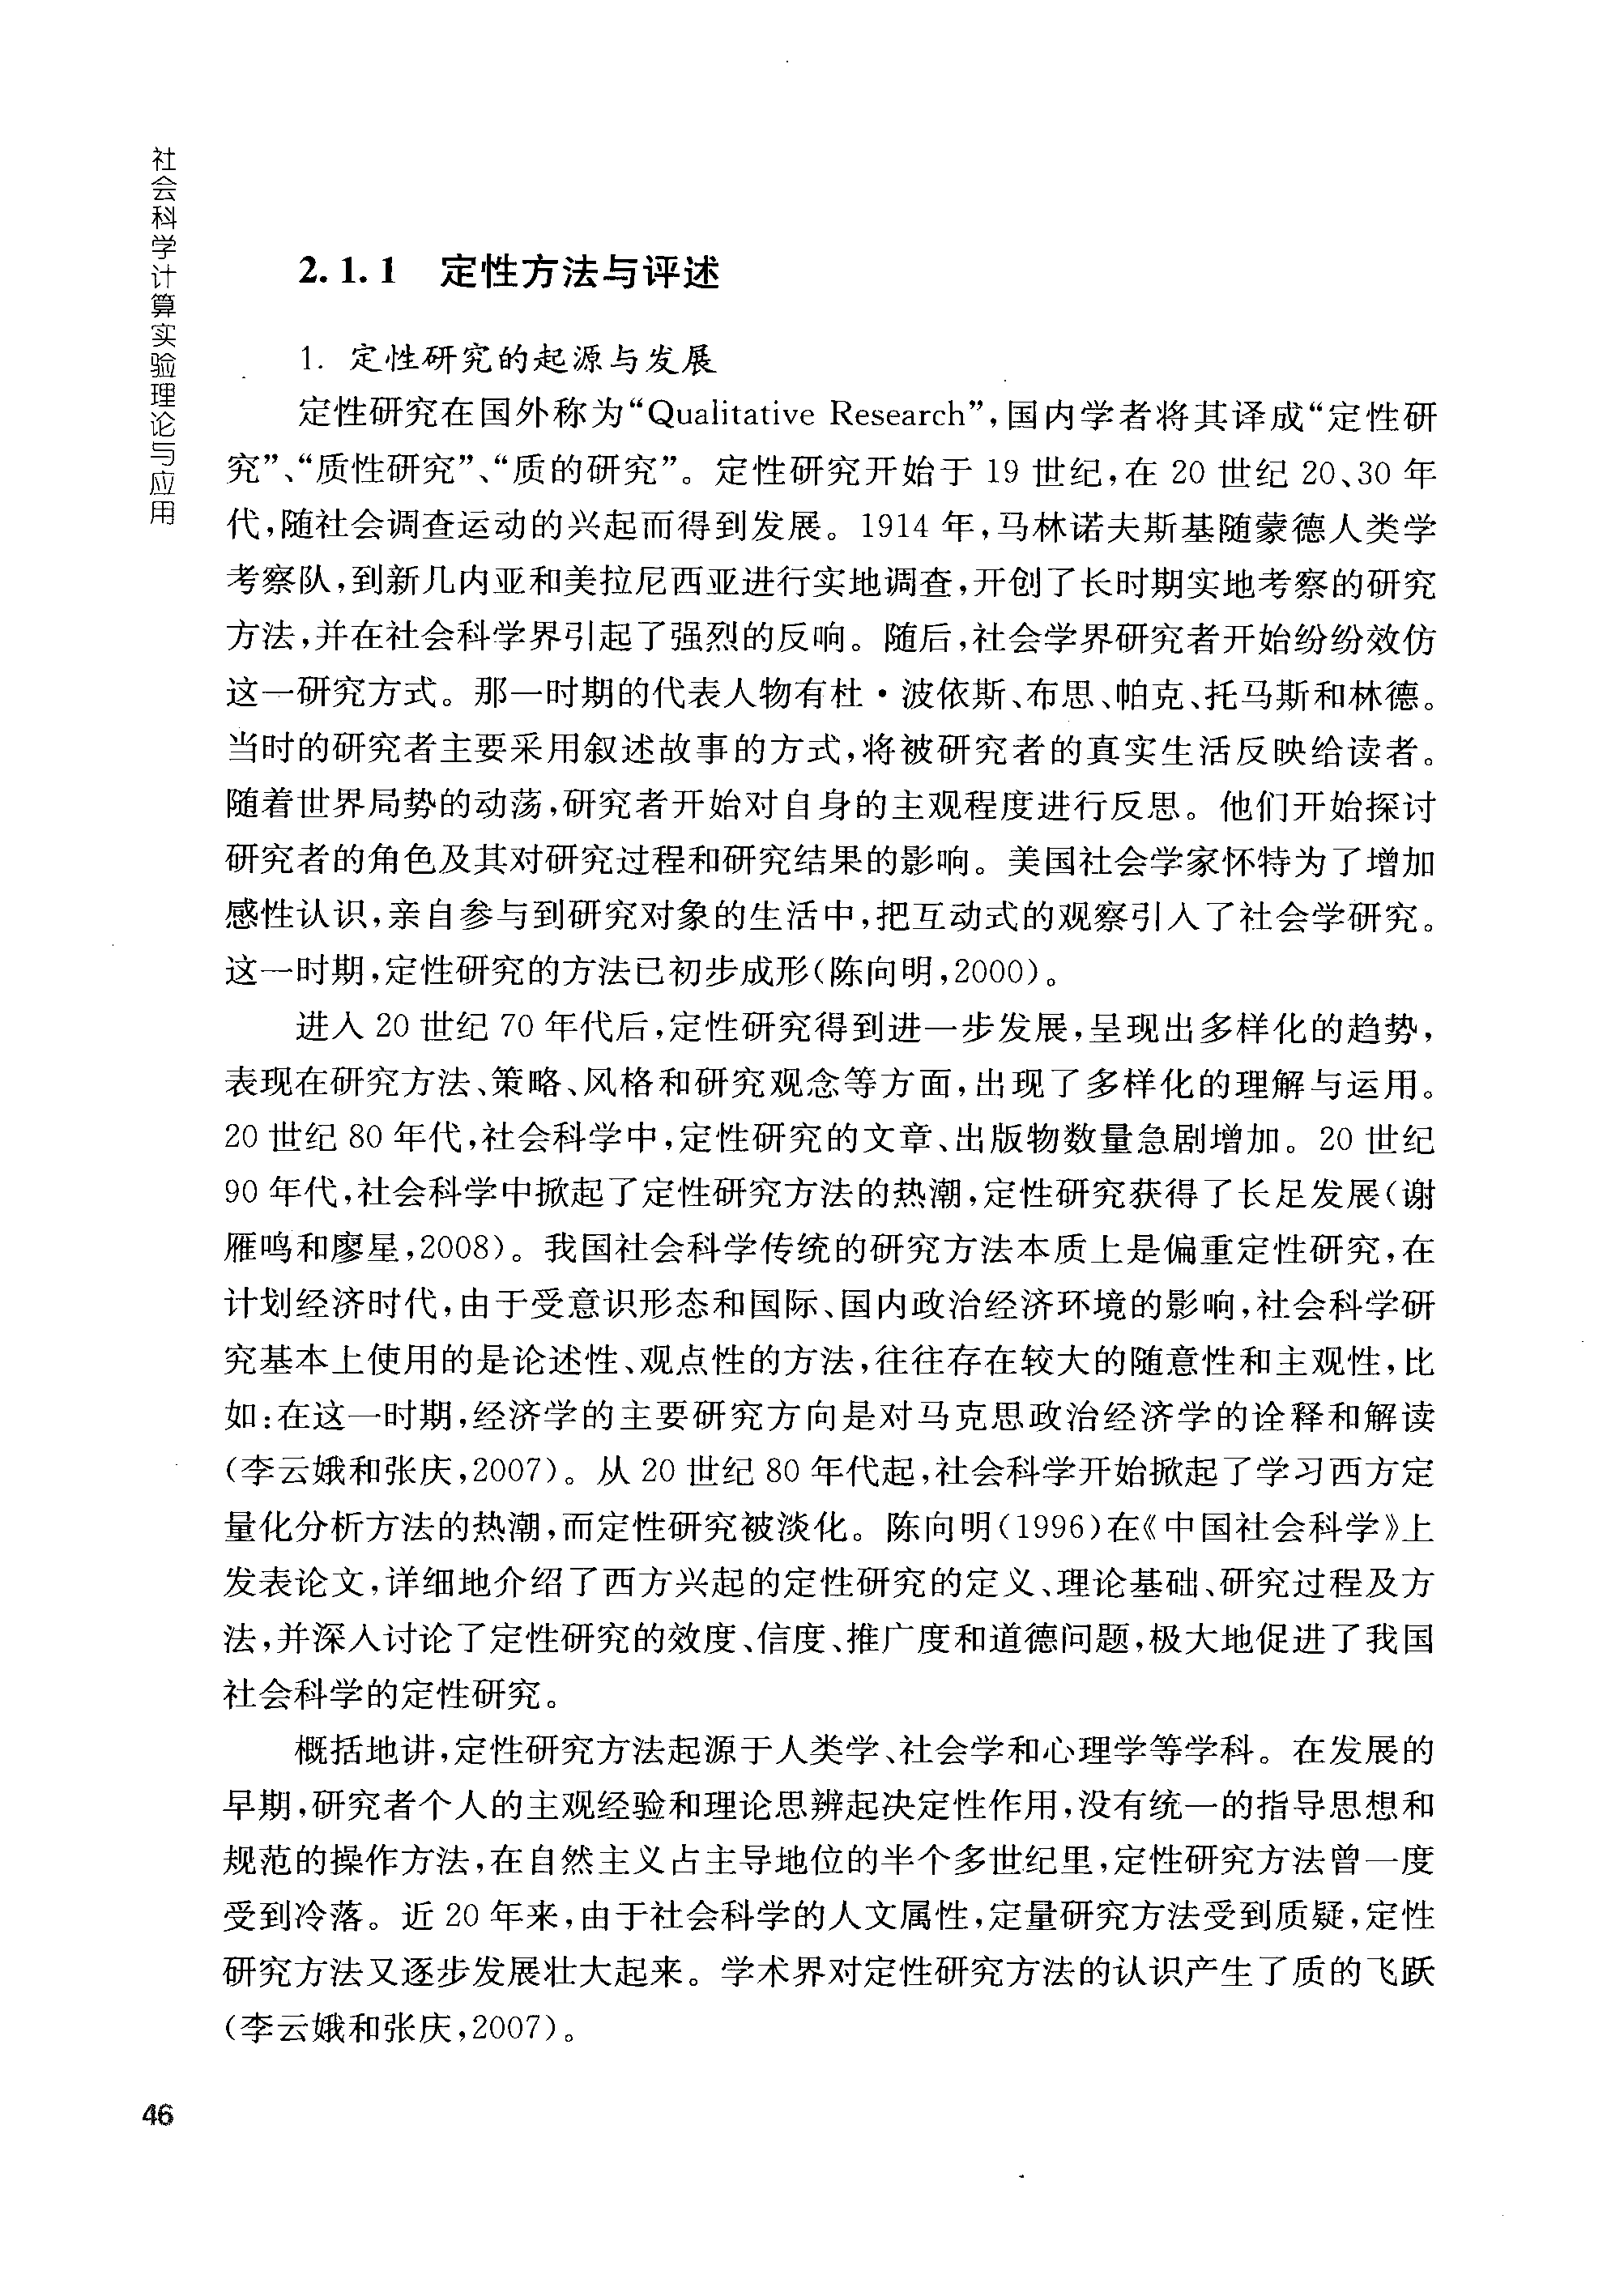 社会科学计算实验理论与应用
2.1.1 定性方法与评述
1. 定性研究的起源与发展
定性研究在国外称为“Qualitative Research”,国内学者将其译成“定性研
究”、“质性研究”、“质的研究”。定性研究开始于 19 世纪,在 20 世纪 20、30 年
代,随社会调查运动的兴起而得到发展。1914 年,马林诺夫斯基随蒙德人类学
考察队,到新几内亚和美拉尼西亚进行实地调查,开创了长时期实地考察的研究
方法,并在社会科学界引起了强烈的反响。随后,社会学界研究者开始纷纷效仿
这一研究方式。那一时期的代表人物有杜·波依斯、布思、帕克、托马斯和林德。
当时的研究者主要采用叙述故事的方式,将被研究者的真实生活反映给读者。
随着世界局势的动荡,研究者开始对自身的主观程度进行反思。他们开始探讨
研究者的角色及其对研究过程和研究结果的影响。美国社会学家怀特为了增加
感性认识,亲自参与到研究对象的生活中,把互动式的观察引入了社会学研究。
这一时期,定性研究的方法已初步成形(陈向明,2000)。
进入 20 世纪 70 年代后,定性研究得到进一步发展,呈现出多样化的趋势,
表现在研究方法、策略、风格和研究观念等方面,出现了多样化的理解与运用。
20 世纪 80 年代,社会科学中,定性研究的文章、出版物数量急剧增加。20 世纪
90 年代,社会科学中掀起了定性研究方法的热潮,定性研究获得了长足发展(谢
雁鸣和廖星,2008)。我国社会科学传统的研究方法本质上是偏重定性研究,在
计划经济时代,由于受意识形态和国际、国内政治经济环境的影响,社会科学研
究基本上使用的是论述性、观点性的方法,往往存在较大的随意性和主观性,比
如:在这一时期,经济学的主要研究方向是对马克思政治经济学的诠释和解读
(李云娥和张庆,2007)。从 20 世纪 80 年代起,社会科学开始掀起了学习西方定
量化分析方法的热潮,而定性研究被淡化。陈向明(1996)在《中国社会科学》上
发表论文,详细地介绍了西方兴起的定性研究的定义、理论基础、研究过程及方
法,并深入讨论了定性研究的效度、信度、推广度和道德问题,极大地促进了我国
社会科学的定性研究。
概括地讲,定性研究方法起源于人类学、社会学和心理学等学科。在发展的
早期,研究者个人的主观经验和理论思辨起决定性作用,没有统一的指导思想和
规范的操作方法,在自然主义占主导地位的半个多世纪里,定性研究方法曾一度
受到冷落。近 20 年来,由于社会科学的人文属性,定量研究方法受到质疑,定性
研究方法又逐步发展壮大起来。学术界对定性研究方法的认识产生了质的飞跃
(李云娥和张庆,2007)。
46